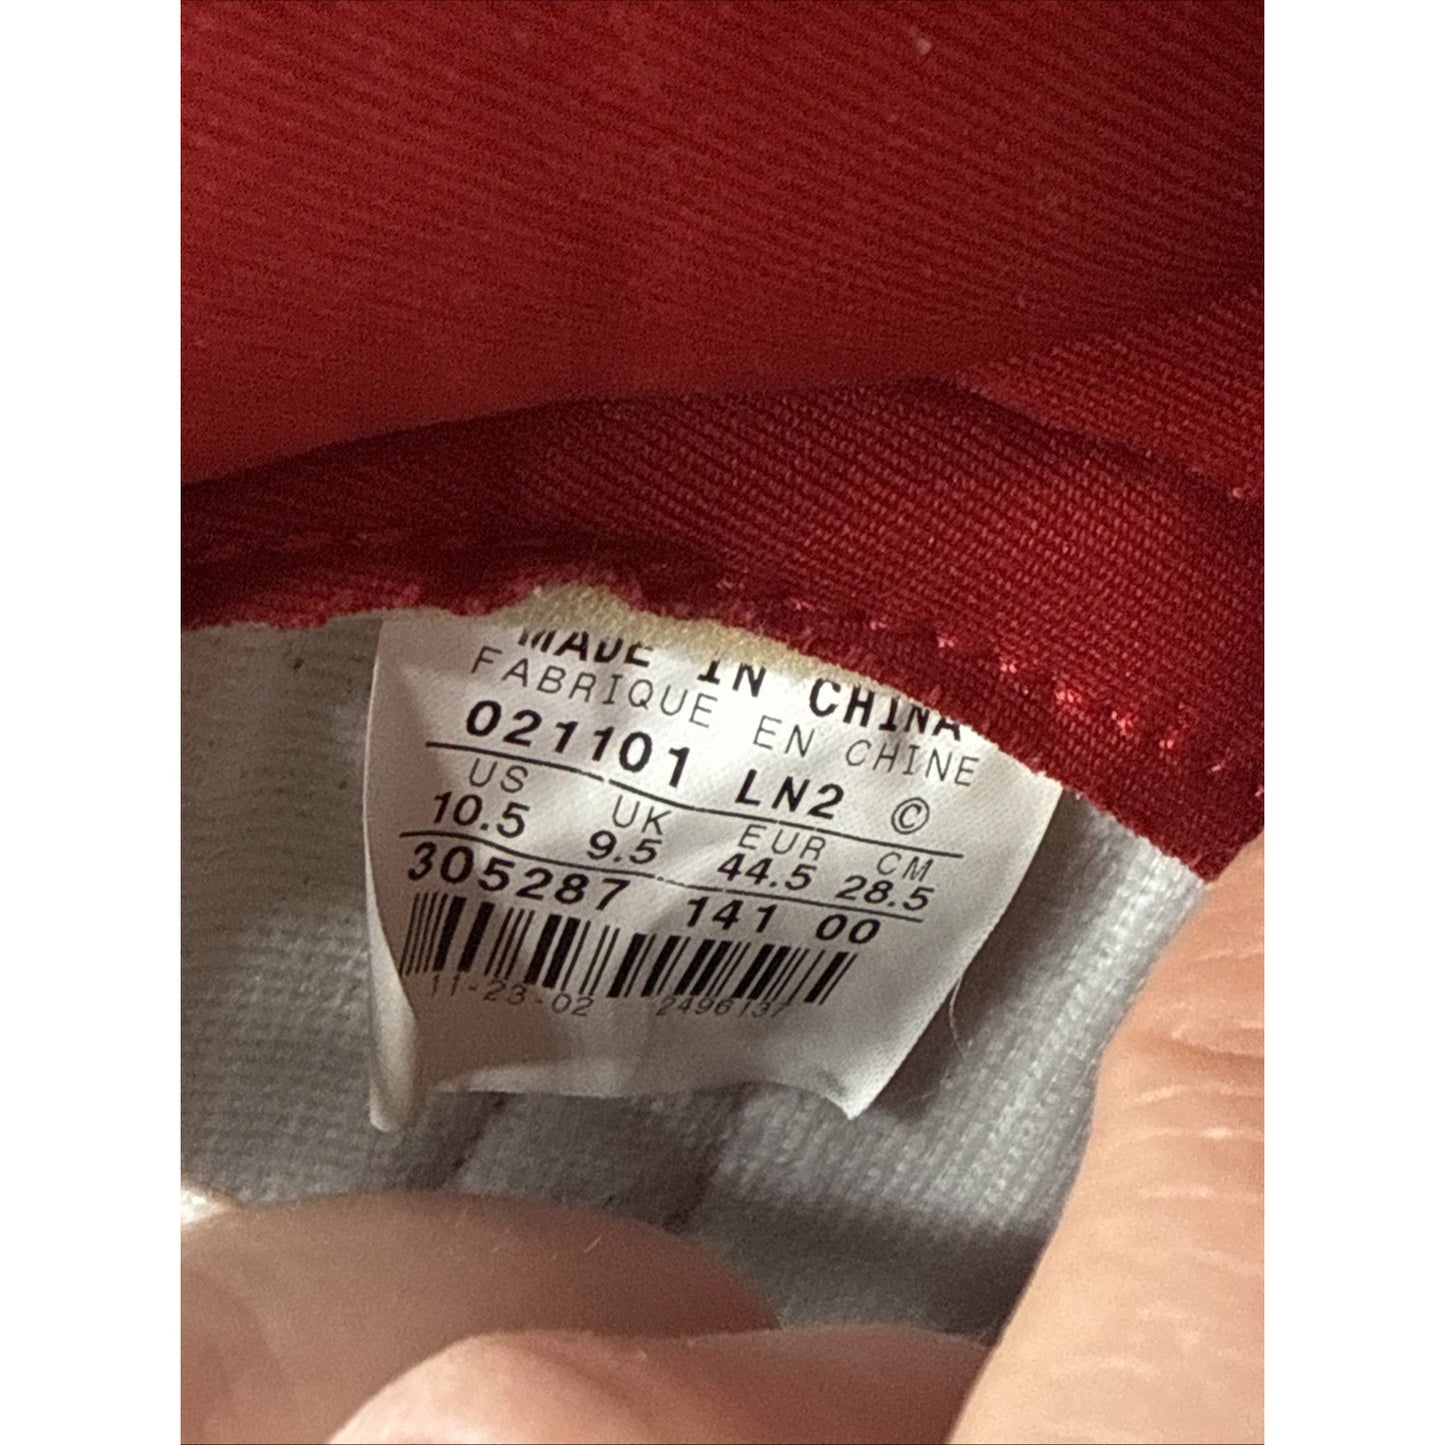 MADE IN CHINA
FABRIQUE EN CHINE
021101 LN2 ©
US UK EUR CM
10.5 9.5 44.5 28.5
305287 141 00
11-23-02 2496137